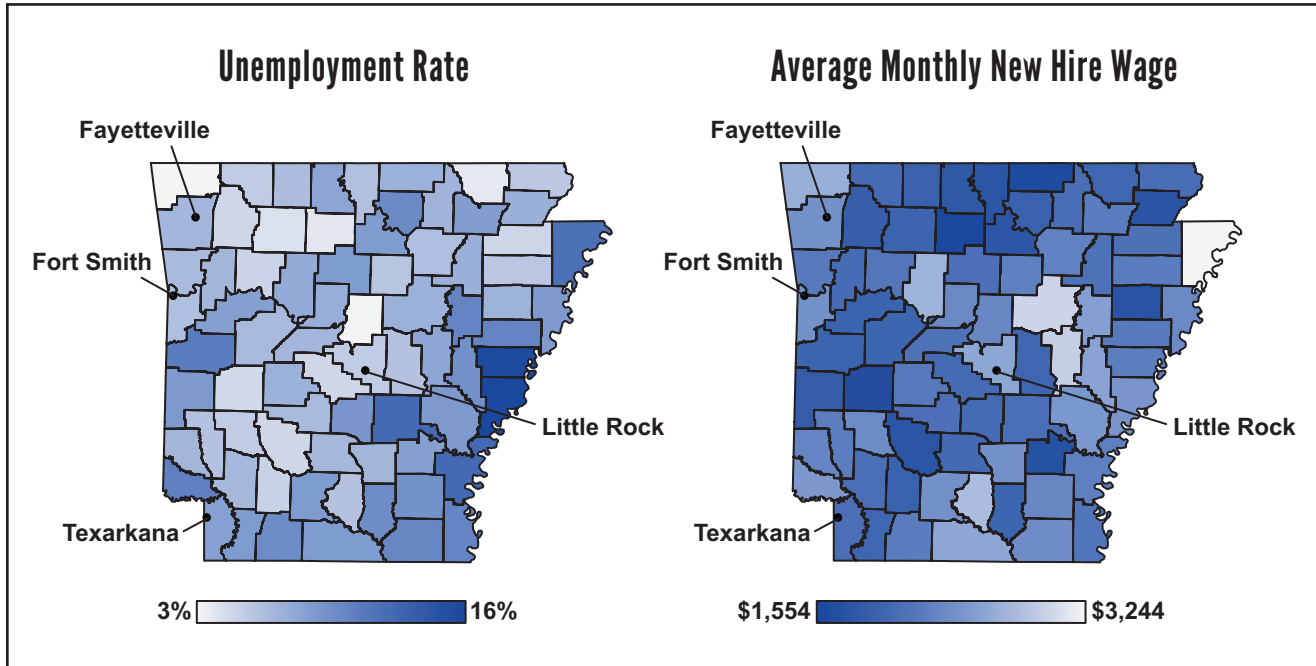 Unemployment Rate
Fayetteville
Fort Smith
Little Rock
Texarkana
3%
16%
Average Monthly New Hire Wage
Fayetteville
Fort Smith
Little Rock
Texarkana
$1,554
$3,244